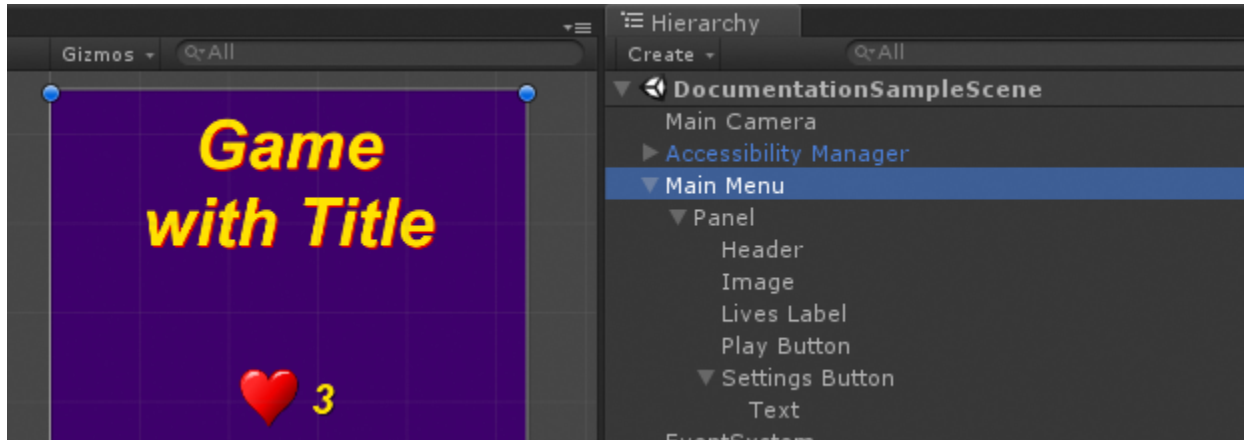 Gizmos
All
Game
with Title
3
Hierarchy
Create
All
DocumentationSampleScene
Main Camera
Accessibility Manager
Main Menu
Panel
Header
Image
Lives Label
Play Button
Settings Button
Text
EventSystem